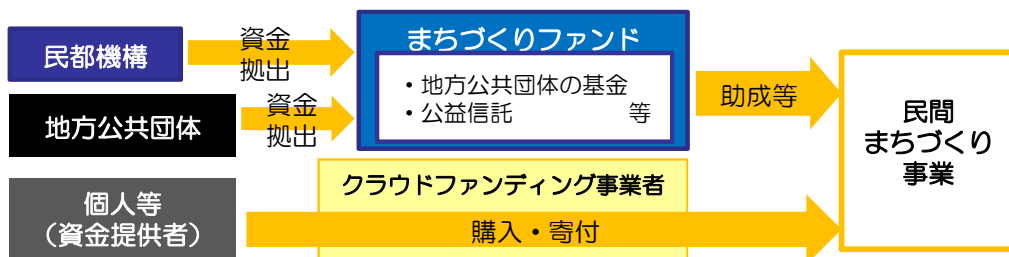 民都機構
資金
拠出
まちづくりファンド
・地方公共団体の基金
・公益信託　　　　　等
地方公共団体
資金
拠出
助成等
民間
まちづくり
事業
個人等
（資金提供者）
クラウドファンディング事業者
購入・寄付